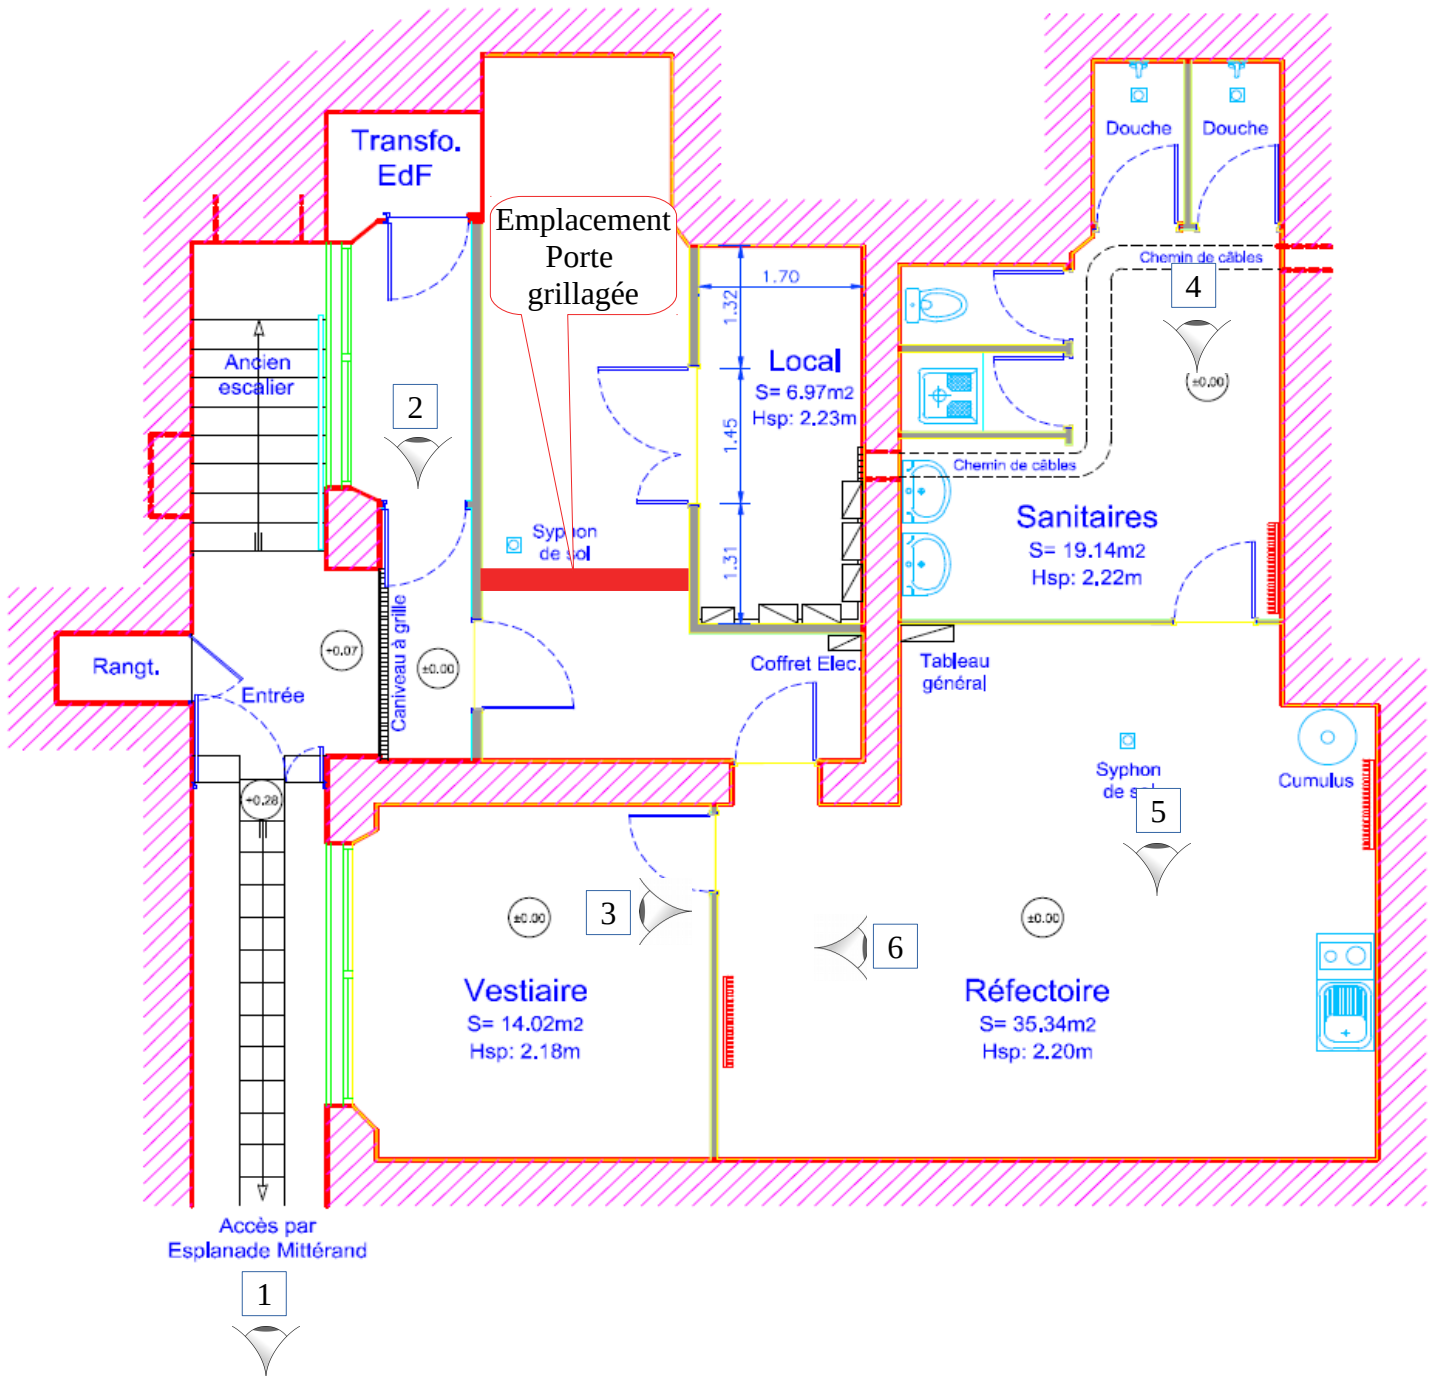 Transfo.
EdF
Emplacement
Porte
grillagée
Douche
Douche
Chemin de câbles
4
1.70
1.32
Local
S= 6.97m2
Hsp: 2.23m
Ancien
escalier
2
(±0.00)
1.45
Chemin de câbles
Sanitaires
S= 19.14m2
Hsp: 2.22m
Syphon
de sol
1.31
Rangt.
+0.07
Entrée
Caniveau à grille
±0.00
Coffret Elec.
Tableau
général
+0.28
Syphon
de s
5
Cumulus
3
±0.00
6
±0.00
Vestiaire
S= 14.02m2
Hsp: 2.18m
Réfectoire
S= 35.34m2
Hsp: 2.20m
Accès par
Esplanade Mittérand
1